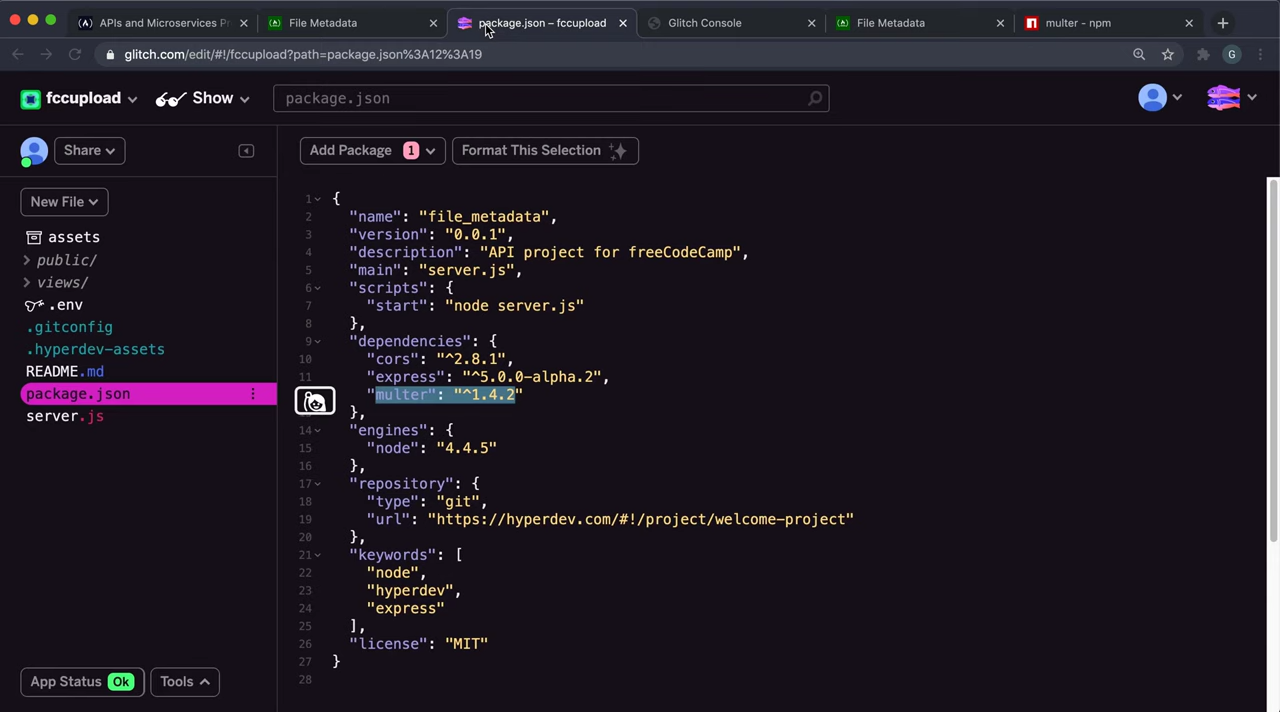 APIs and Microservices Pr
File Metadata
package.json – fccupload
Glitch Console
File Metadata
multer - npm
glitch.com/edit/#!/fccupload?path=package.json%3A12%3A19
G
fccupload
Show
package.json
Share
Add Package 1
Format This Selection
New File
assets
public/
views/
.env
.gitconfig
.hyperdev-assets
README.md
package.json
server.js
1 {
2 "name": "file_metadata",
3 "version": "0.0.1",
4 "description": "API project for freeCodeCamp",
5 "main": "server.js",
6 "scripts": {
7 "start": "node server.js"
8 },
9 "dependencies": {
10 "cors": "^2.8.1",
11 "express": "^5.0.0-alpha.2",
"multer": "^1.4.2"
},
14 "engines": {
15 "node": "4.4.5"
16 },
17 "repository": {
18 "type": "git",
19 "url": "https://hyperdev.com/#!/project/welcome-project"
20 },
21 "keywords": [
22 "node",
23 "hyperdev",
24 "express"
25 ],
26 "license": "MIT"
27 }
28
App Status Ok
Tools